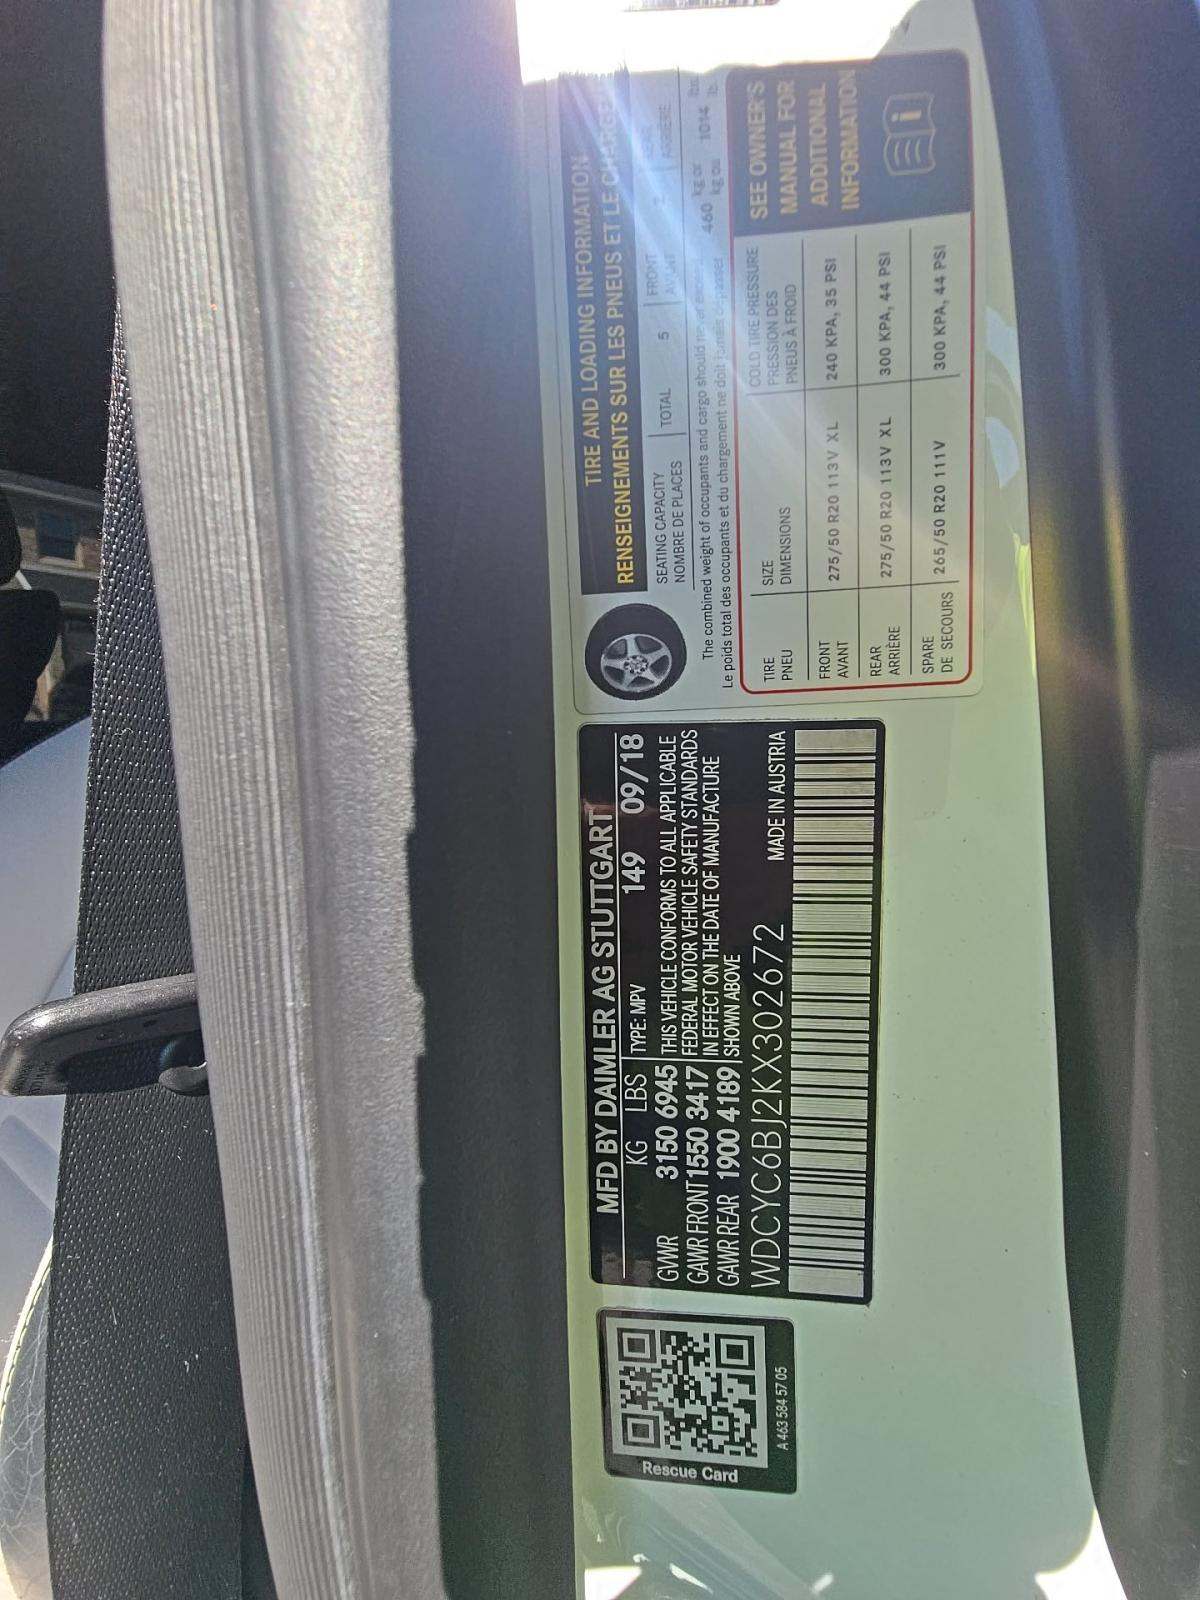 Rescue Card
A 463 584 57 05
MFD BY DAIMLER AG STUTTGART
KG LBS TYPE: MPV 149 09/18
GVWR 3150 6945 THIS VEHICLE CONFORMS TO ALL APPLICABLE
GAWR FRONT 1550 3417 FEDERAL MOTOR VEHICLE SAFETY STANDARDS
GAWR REAR 1900 4189 IN EFFECT ON THE DATE OF MANUFACTURE
SHOWN ABOVE
WDCYC6BJ2KX302672 MADE IN AUSTRIA
TIRE AND LOADING INFORMATION
RENSEIGNEMENTS SUR LES PNEUS ET LE
SEATING CAPACITY TOTAL 5 FRONT 2
NOMBRE DE PLACES AVANT ARRIÈRE
The combined weight of occupants and cargo should 460 kg or 1014 lbs
Le poids total des occupants et du chargement ne doit jamais dépasser kg ou lb.
TIRE SIZE COLD TIRE PRESSURE
PNEU DIMENSIONS PRESSION DES
PNEUS À FROID
FRONT 275/50 R20 113V XL 240 KPA, 35 PSI
AVANT
REAR 275/50 R20 113V XL 300 KPA, 44 PSI
ARRIÈRE
SPARE 265/50 R20 111V 300 KPA, 44 PSI
DE SECOURS
SEE OWNER'S
MANUAL FOR
ADDITIONAL
INFORMATION